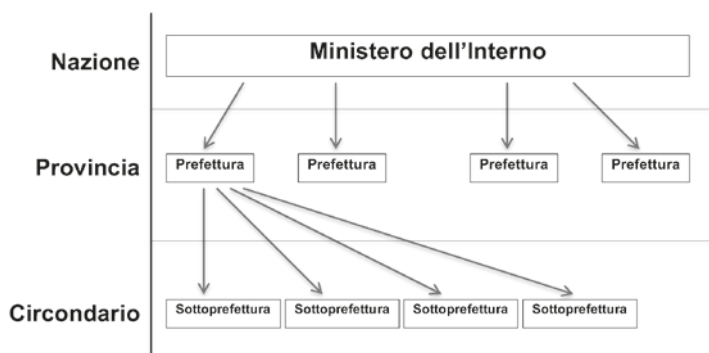 Nazione
Ministero dell'Interno
Provincia
Prefettura
Prefettura
Prefettura
Prefettura
Circondario
Sottoprefettura
Sottoprefettura
Sottoprefettura
Sottoprefettura